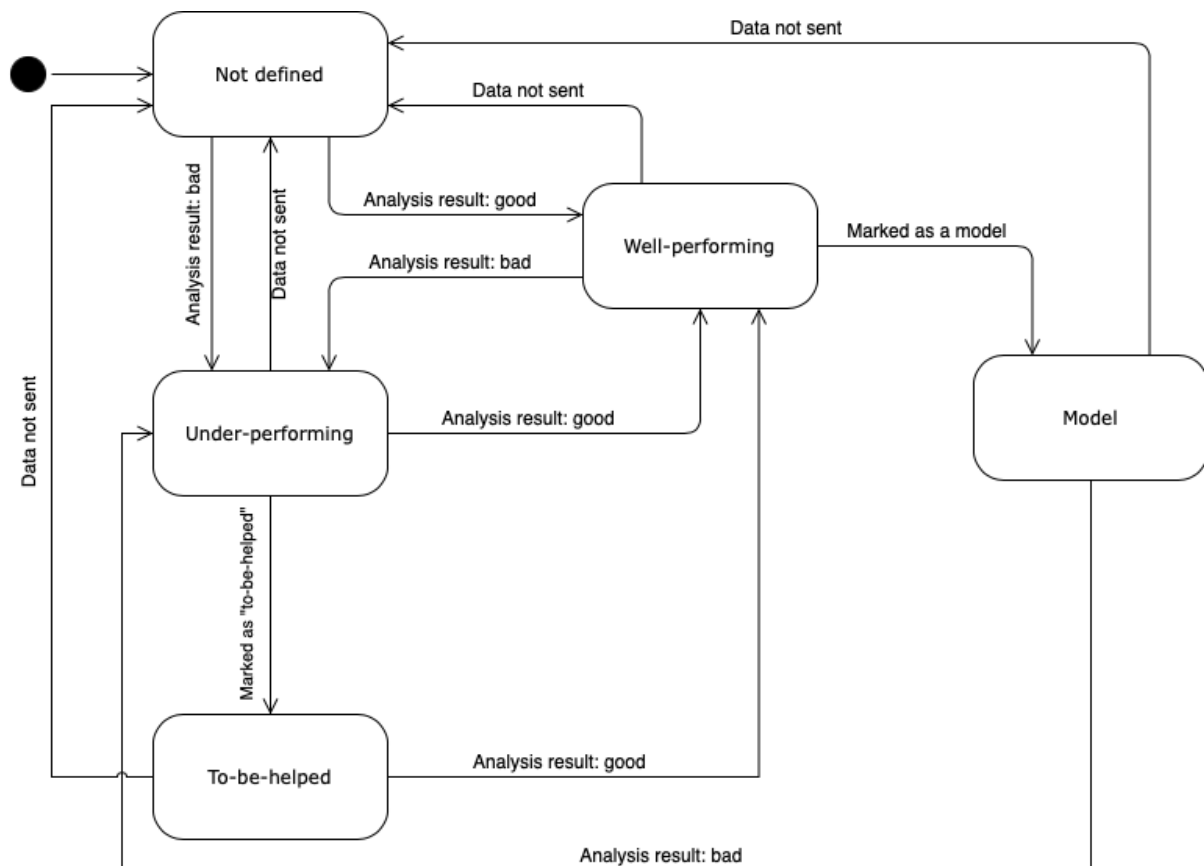 Data not sent
Not defined
Data not sent
Analysis result: bad
Data not sent
Analysis result: good
Well-performing
Marked as a model
Analysis result: bad
Data not sent
Under-performing
Analysis result: good
Model
Marked as "to-be-helped"
To-be-helped
Analysis result: good
Analysis result: bad